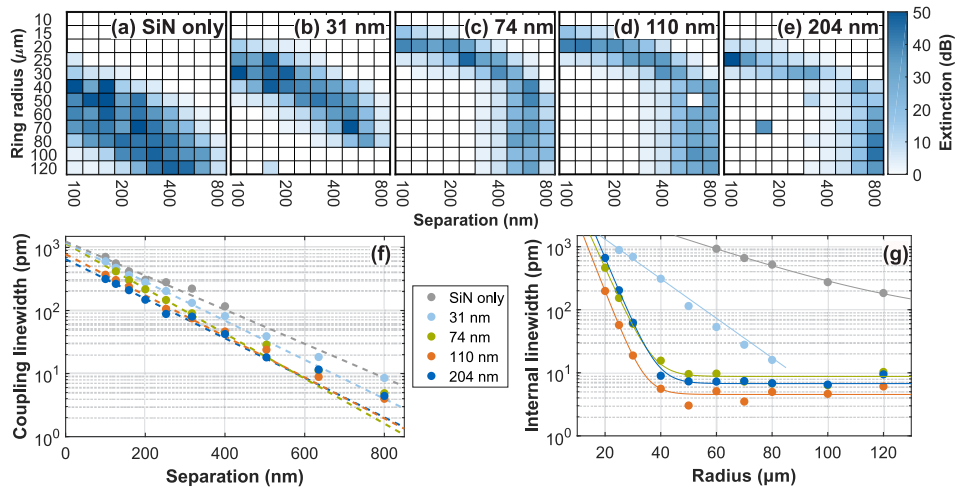 (a) SiN only
(b) 31 nm
(c) 74 nm
(d) 110 nm
(e) 204 nm
Ring radius (μm)
10
15
20
25
30
40
50
60
70
80
100
120
100 200 400 800
100 200 400 800
100 200 400 800
100 200 400 800
100 200 400 800
Separation (nm)
50
40
30
20
10
0
Extinction (dB)
(f)
Coupling linewidth (pm)
10³
10²
10¹
10⁰
0 200 400 600 800
Separation (nm)
SiN only
31 nm
74 nm
110 nm
204 nm
(g)
Internal linewidth (pm)
10³
10²
10¹
10⁰
20 40 60 80 100 120
Radius (μm)